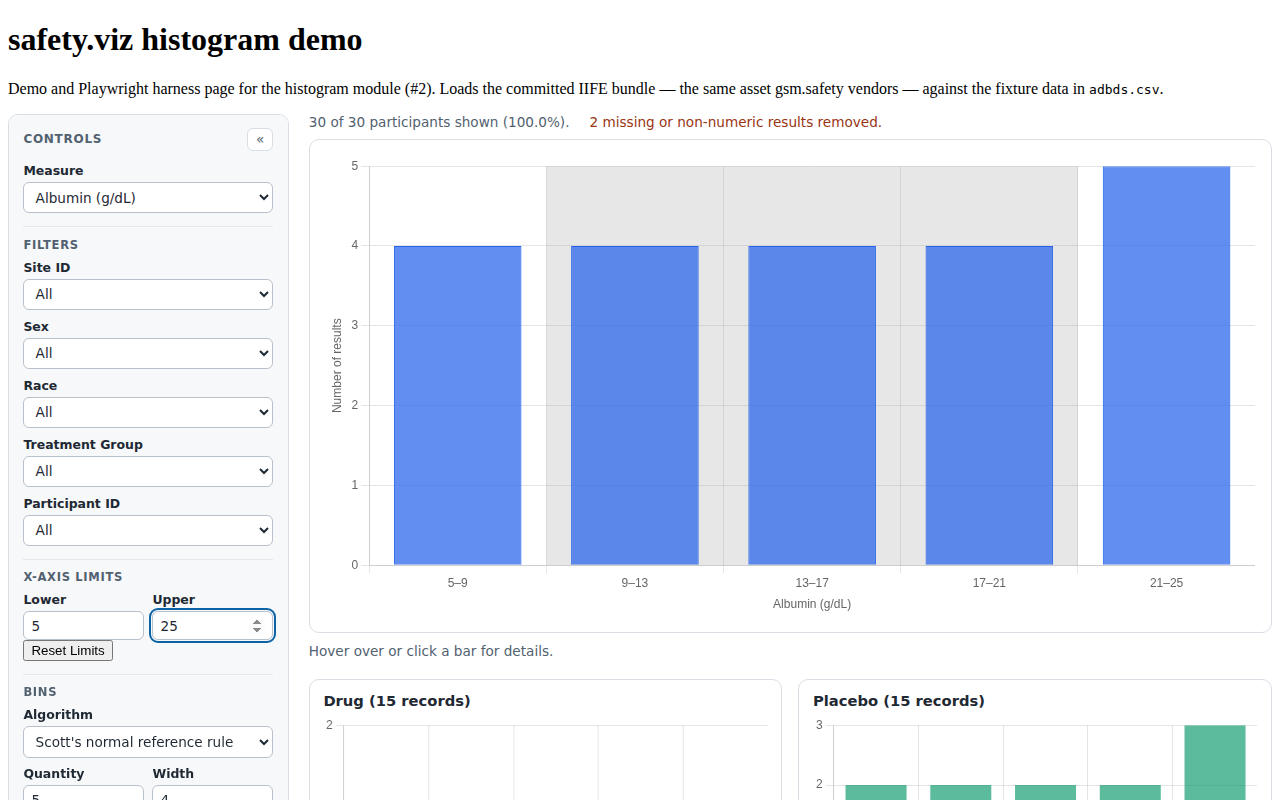 safety.viz histogram demo
Demo and Playwright harness page for the histogram module (#2). Loads the committed IIFE bundle — the same asset gsm.safety vendors — against the fixture data in adbds.csv.
CONTROLS
«
Measure
Albumin (g/dL)
FILTERS
Site ID
All
Sex
All
Race
All
Treatment Group
All
Participant ID
All
X-AXIS LIMITS
Lower Upper
5 25
Reset Limits
BINS
Algorithm
Scott's normal reference rule
Quantity Width
5 4
30 of 30 participants shown (100.0%). 2 missing or non-numeric results removed.
5
4
3
2
1
0
Number of results
5–9 9–13 13–17 17–21 21–25
Albumin (g/dL)
Hover over or click a bar for details.
Drug (15 records)
2
Placebo (15 records)
3
2